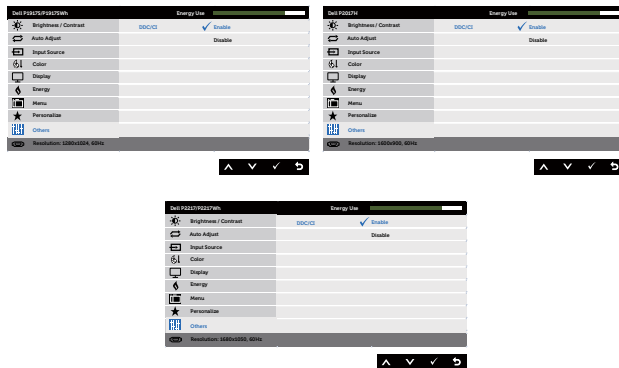 Dell P1917S/P1917SWh Energy Use
Brightness / Contrast DDC/CI Enable
Auto Adjust Disable
Input Source
Color
Display
Energy
Menu
Personalize
Others
Resolution: 1280x1024, 60Hz
Dell P2017H Energy Use
Brightness / Contrast DDC/CI Enable
Auto Adjust Disable
Input Source
Color
Display
Energy
Menu
Personalize
Others
Resolution: 1600x900, 60Hz
Dell P2217/P2217Wh Energy Use
Brightness / Contrast DDC/CI Enable
Auto Adjust Disable
Input Source
Color
Display
Energy
Menu
Personalize
Others
Resolution: 1680x1050, 60Hz